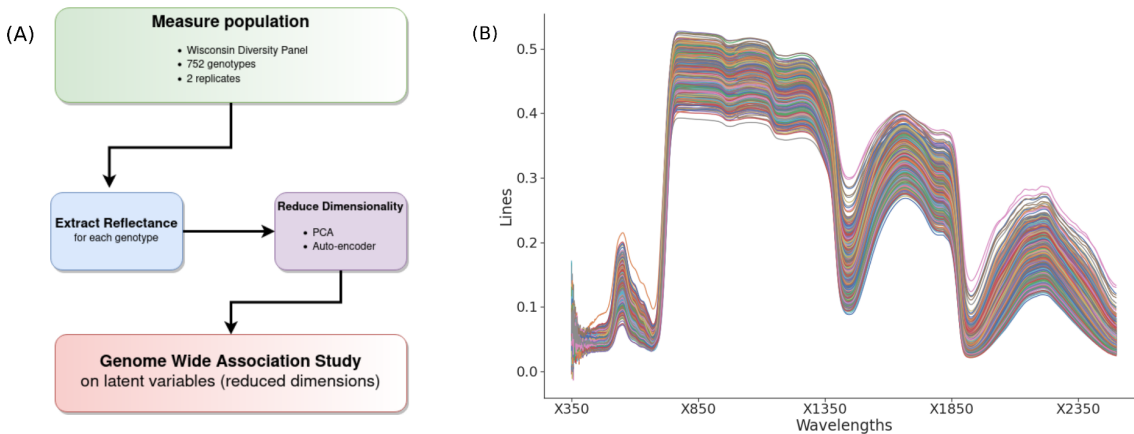 (A)
Measure population
• Wisconsin Diversity Panel
• 752 genotypes
• 2 replicates
Extract Reflectance
for each genotype
Reduce Dimensionality
• PCA
• Auto-encoder
Genome Wide Association Study
on latent variables (reduced dimensions)
(B)
Lines
0.5
0.4
0.3
0.2
0.1
0.0
X350 X850 X1350 X1850 X2350
Wavelengths